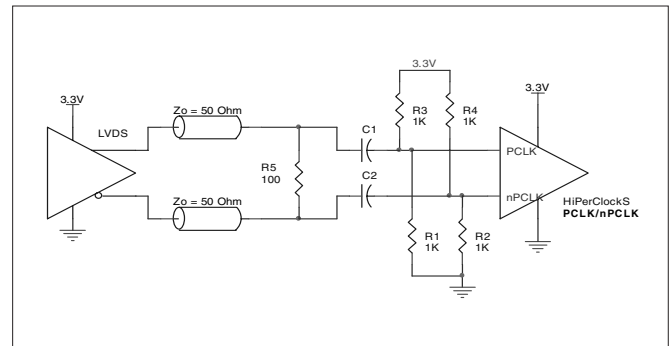 3.3V
LVDS
Zo = 50 Ohm
Zo = 50 Ohm
R5
100
C1
C2
3.3V
R3
1K
R4
1K
R1
1K
R2
1K
3.3V
PCLK
nPCLK
HiPerClockS
PCLK/nPCLK